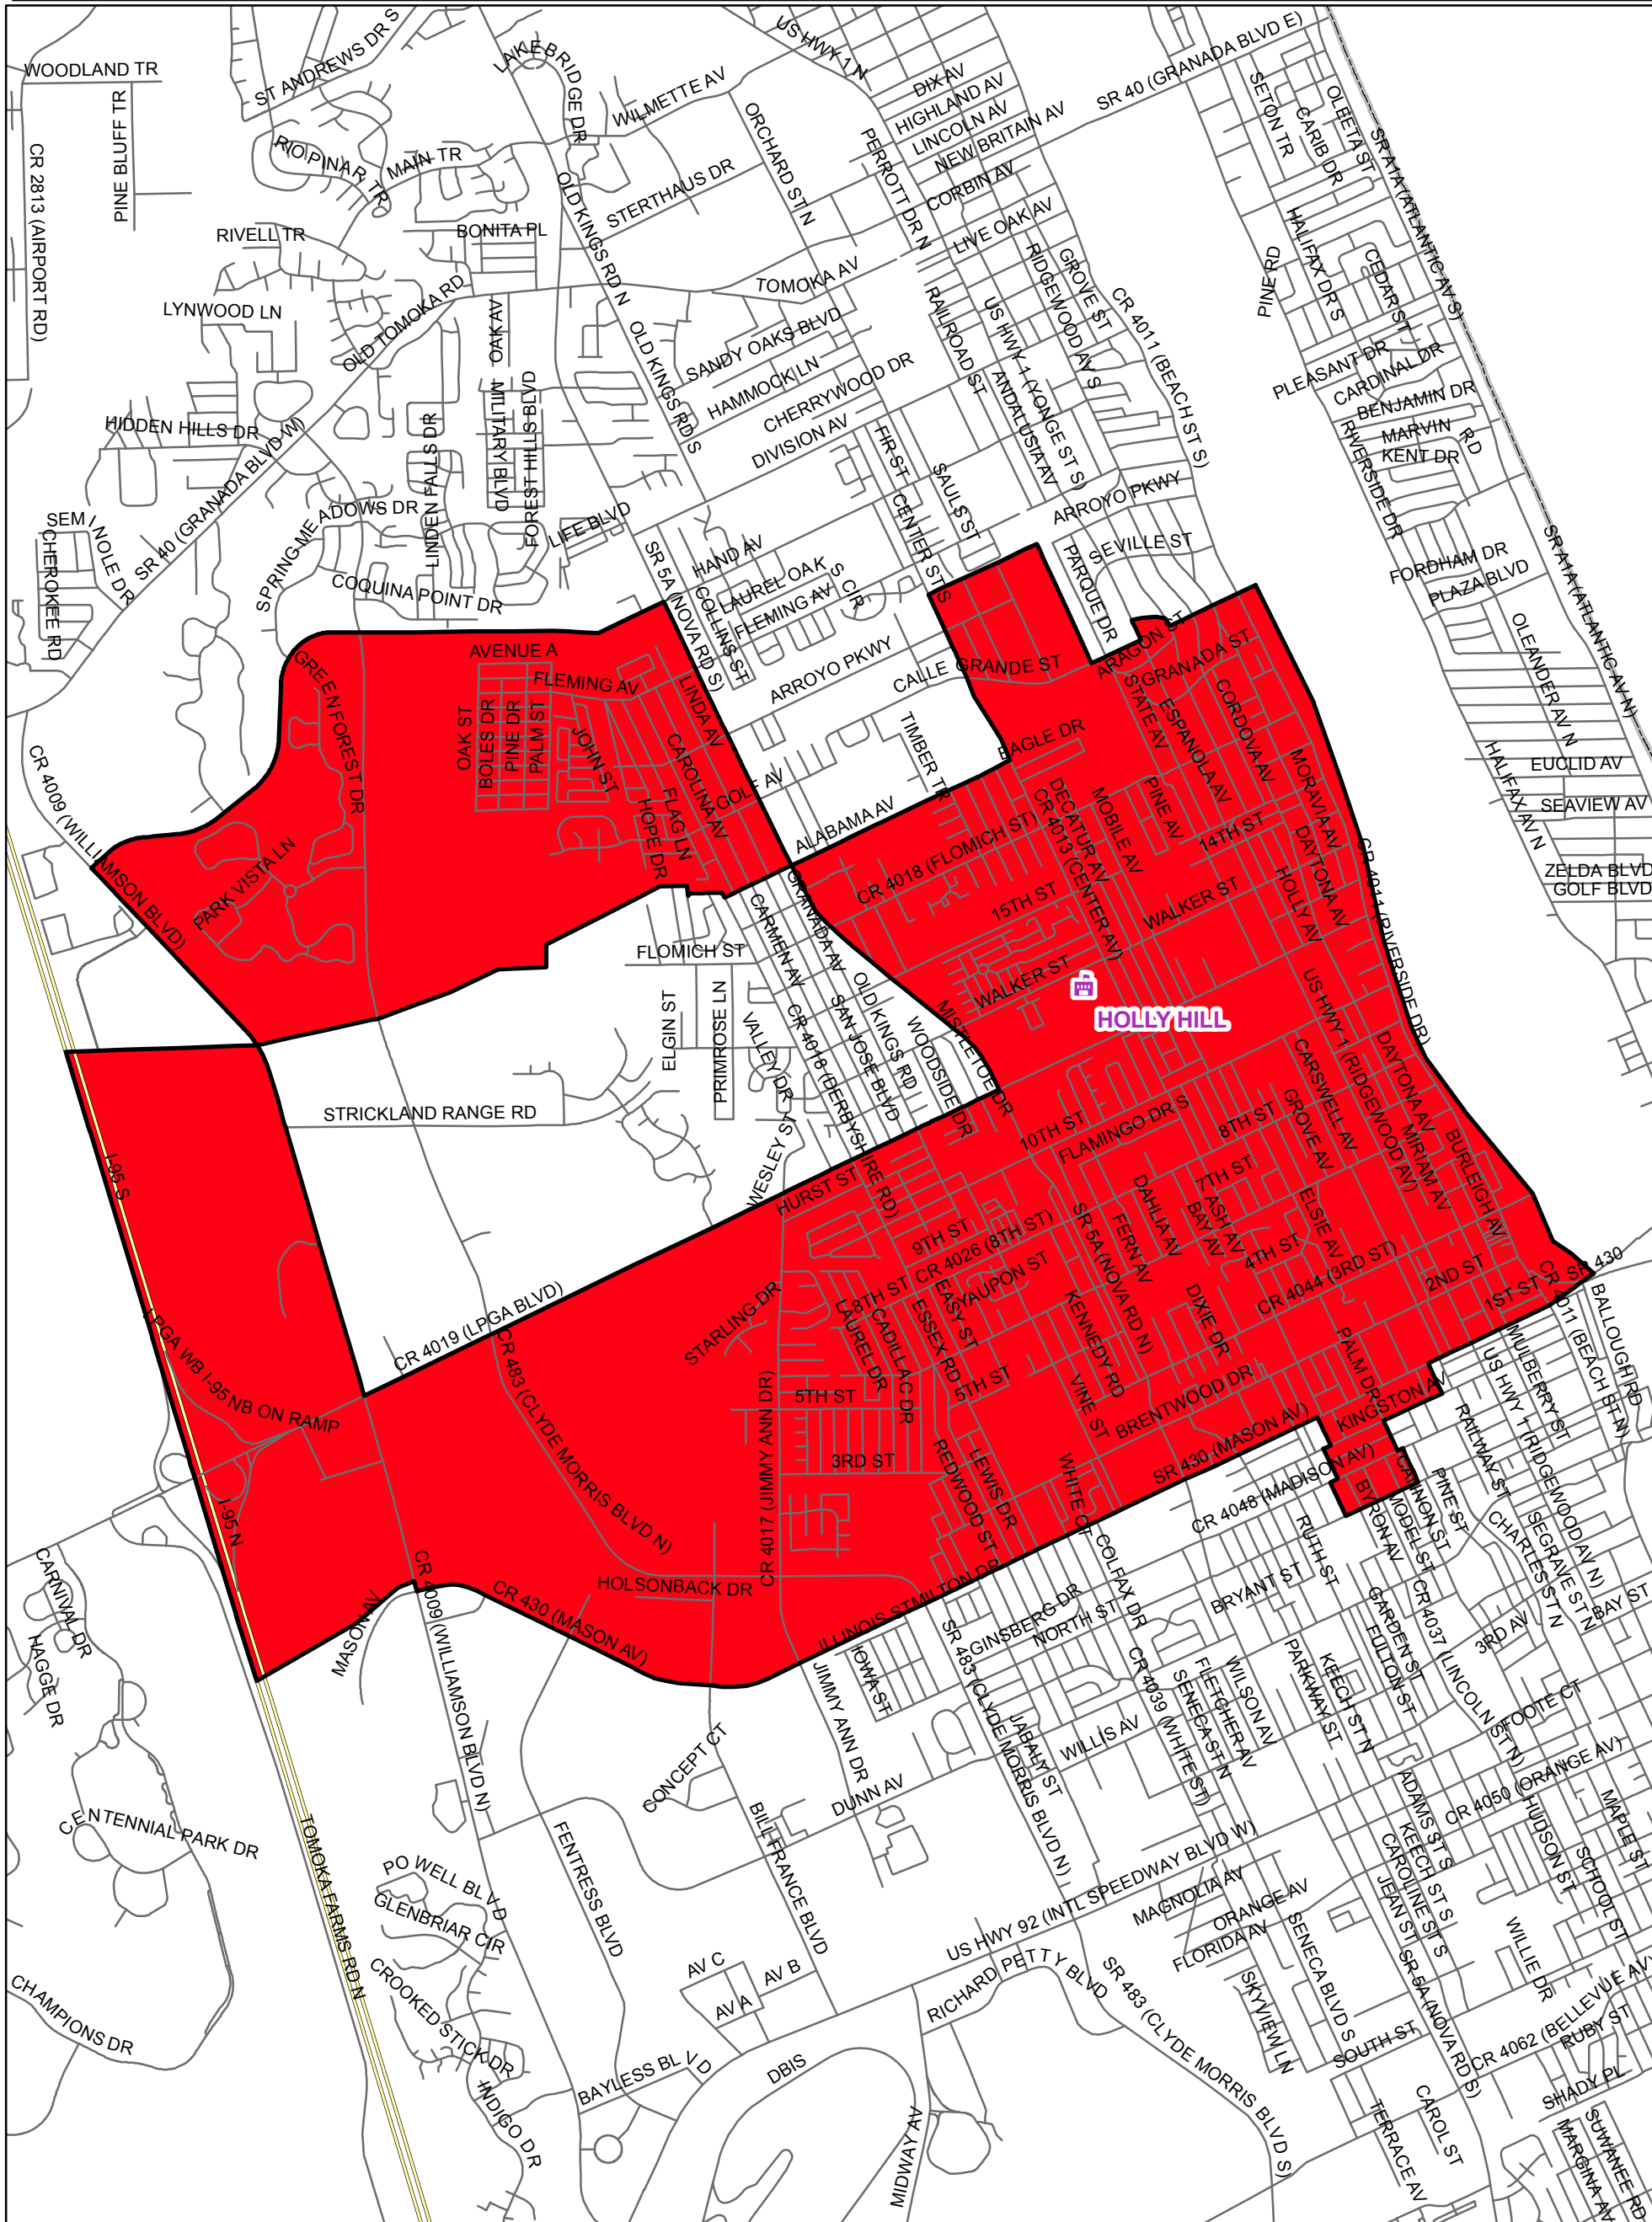 WOODLAND TR
ST ANDREWS DR S
LAKE BRIDGE DR
US HWY 1 N
SR 40 (GRANADA BLVD E)
PINE BLUFF TR
CR 2813 (AIRPORT RD)
RIO PINAR TR
MAIN TR
WILMETTE AV
ORCHARD ST N
DIX AV
HIGHLAND AV
LINCOLN AV
NEW BRITAIN AV
CORBIN AV
LIVE OAK AV
PERROTT DR N
SETON TR
CARIB DR
OLEETA ST
SR A1A (ATLANTIC AV S)
RIVELL TR
BONITA PL
STERTHAUS DR
OLD KINGS RD N
TOMOKA AV
RIDGEWOOD AV S
GROVE ST
CR 4011 (BEACH ST S)
PINE RD
HALIFAX DR S
CEDAR ST
LYNWOOD LN
OLD TOMOKA RD
OAK AV
OLD KINGS RD S
SANDY OAKS BLVD
HAMMOCK LN
CHERRYWOOD DR
DIVISION AV
RAILROAD ST
US HWY 1 (YONGE ST S)
ANDALUSIA AV
PLEASANT DR
CARDINAL DR
BENJAMIN DR
MARVIN RD
KENT DR
RIVERSIDE DR
HIDDEN HILLS DR
SR 40 (GRANADA BLVD W)
LINDEN FALLS DR
MILITARY BLVD
FOREST HILLS BLVD
FIRST ST
CENTER ST S
SAULS ST
ARROYO PKWY
SEVILLE ST
PARQUE DR
SEMINOLE DR
CHEROKEE RD
SPRING MEADOWS DR
COQUINA POINT DR
LIFE BLVD
SR 5A (NOVA RD S)
HAND AV
LAUREL OAK S CIR
FLEMING AV
COLLINS ST
ARROYO PKWY
CALLE GRANDE ST
FORDHAM DR
PLAZA BLVD
SR A1A (ATLANTIC AV N)
OLEANDER AV N
AVENUE A
FLEMING AV
GREEN FOREST DR
OAK ST
BOLES DR
PINE DR
PALM ST
JOHN ST
LINDA AV
CAROLINA AV
FLAG LN
HOPE DR
GOLF AV
ALABAMA AV
TIMBER TR
EAGLE DR
ARAGON ST
GRANADA ST
STATE AV
ESPANOLA AV
CORDOVA AV
MORAVIA AV
HALIFAX AV N
EUCLID AV
SEAVIEW AV
ZELDA BLVD
GOLF BLVD
CR 4009 (WILLIAMSON BLVD)
PARK VISTA LN
CR 4018 (FLOMICH ST)
CR 4013 (CENTER AV)
DECATUR AV
MOBILE AV
PINE AV
14TH ST
15TH ST
WALKER ST
WALKER ST
DAYTONA AV
HOLLY AV
CR 4011 (RIVERSIDE DR)
HOLLY HILL
FLOMICH ST
ELGIN ST
PRIMROSE LN
CARMEN AV
GRANADA AV
OLD KINGS RD
SAN JOSE BLVD
CR 4018 (DERBYSHIRE RD)
VALLEY DR
WOODSIDE DR
MISTLETOE DR
STRICKLAND RANGE RD
WESLEY ST
HURST ST
10TH ST
FLAMINGO DR S
8TH ST
7TH ST
US HWY 1 (RIDGEWOOD AV)
CARSWELL AV
GROVE AV
DAYTONA AV
MIRIAM AV
BURLEIGH AV
I-95 S
LPGA WB I-95 NB ON RAMP
I-95 N
CR 4019 (LPGA BLVD)
CR 483 (CLYDE MORRIS BLVD N)
STARLING DR
9TH ST
CR 4026 (8TH ST)
8TH ST
YAUPON ST
EASY ST
ESSEX RD
CADILLAC DR
LAUREL DR
5TH ST
5TH ST
3RD ST
CR 4017 (JIMMY ANN DR)
SR 5A (NOVA RD N)
FERN AV
DAHLIA AV
ASH AV
BAY AV
ELSIE AV
4TH ST
CR 4044 (3RD ST)
2ND ST
1ST ST
SR 430
CR 4011 (BEACH ST N)
BALLOUGH RD
KENNEDY RD
VINE ST
DIXIE DR
BRENTWOOD DR
PALM DR
KINGSTON AV
SR 430 (MASON AV)
CR 4048 (MADISON AV)
REDWOOD ST
LEWIS DR
WHITE CT
MULBERRY ST
US HWY 1 (RIDGEWOOD AV N)
RAILWAY ST
PINE ST
CANNON ST
MODEL ST
BYRON AV
CHARLES ST N
SEGRAVE ST N
BAY ST
HOLSONBACK DR
ILLINOIS ST
MILTON DR
CR 430 (MASON AV)
MASON AV
CR 4009 (WILLIAMSON BLVD N)
CARNIVAL DR
HAGGE DR
IOWA ST
JIMMY ANN DR
GINSBERG DR
NORTH ST
COLFAX DR
BRYANT ST
RUTH ST
GARDEN ST
FULTON ST
CR 4037 (LINCOLN ST N)
3RD AV
FOOTE CT
SR 483 (CLYDE MORRIS BLVD N)
JABALY ST
WILLIS AV
CR 4039 (WHITE ST)
SENECA ST N
FLETCHER AV
WILSON AV
PARKWAY ST
KEECH ST N
CONCEPT CT
DUNN AV
BILL FRANCE BLVD
FENTRESS BLVD
CENTENNIAL PARK DR
TOMOKA FARMS RD N
CHAMPIONS DR
POWELL BLVD
GLENBRIAR CIR
CROOKED STICK DR
INDIGO DR
AV C
AV B
AV A
BAYLESS BLVD
DBIS
MIDWAY AV
US HWY 92 (INTL SPEEDWAY BLVD W)
RICHARD PETTY BLVD
SR 483 (CLYDE MORRIS BLVD S)
MAGNOLIA AV
ORANGE AV
FLORIDA AV
SKYVIEW LN
SENECA BLVD S
CR 4050 (ORANGE AV)
ADAMS ST S
KEECH ST S
CAROLINE ST S
JEAN ST
SR 5A (NOVA RD S)
HUDSON ST
MAPLE ST
SCHOOL ST
WILLIE DR
SOUTH ST
CR 4062 (BELLEVUE AV)
RUBY ST
SHADY PL
TERRACE AV
CAROL ST
SUWANEE RD
MARGINA AV